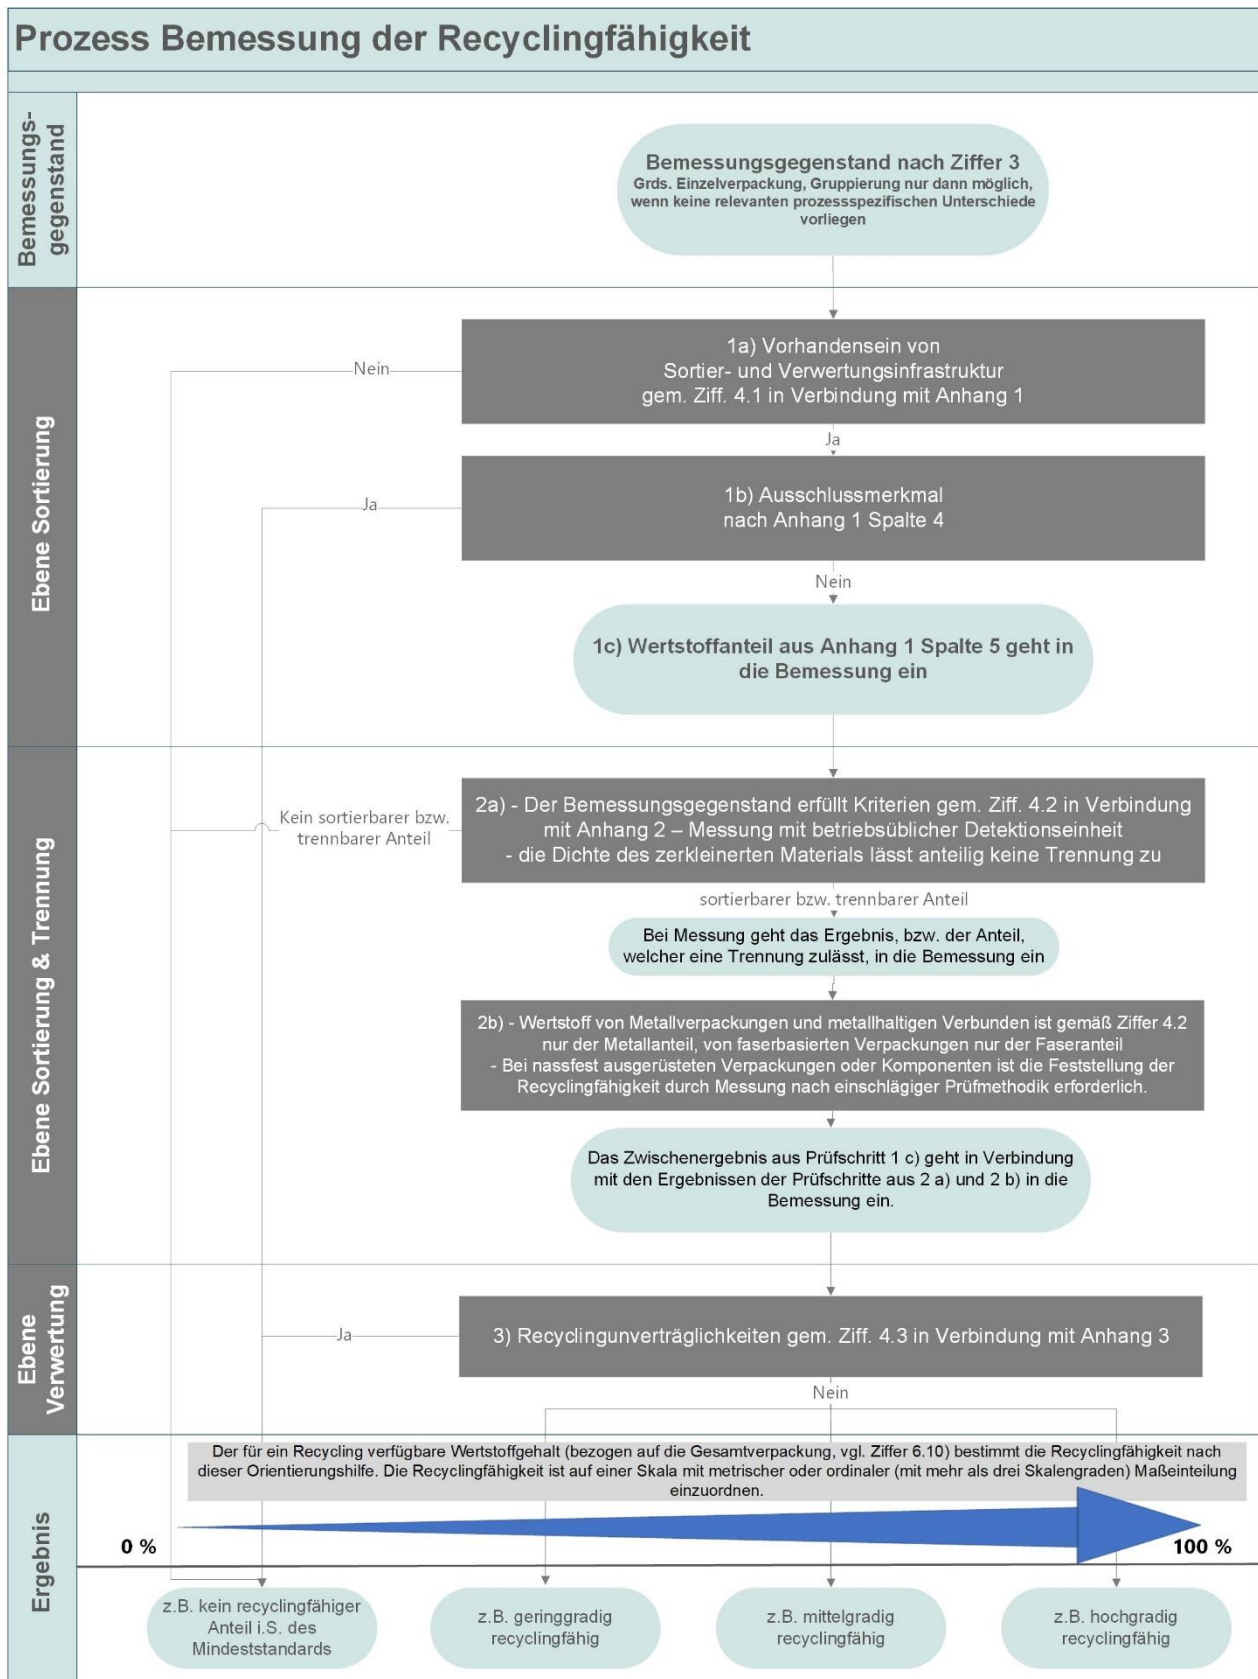 Prozess Bemessung der Recyclingfähigkeit
Bemessungs-
gegenstand
Bemessungsgegenstand nach Ziffer 3
Grds. Einzelverpackung, Gruppierung nur dann möglich,
wenn keine relevanten prozessspezifischen Unterschiede
vorliegen
Ebene Sortierung
1a) Vorhandensein von
Sortier- und Verwertungsinfrastruktur
gem. Ziff. 4.1 in Verbindung mit Anhang 1
Nein
Ja
1b) Ausschlussmerkmal
nach Anhang 1 Spalte 4
Ja
Nein
1c) Wertstoffanteil aus Anhang 1 Spalte 5 geht in
die Bemessung ein
Ebene Sortierung & Trennung
2a) - Der Bemessungsgegenstand erfüllt Kriterien gem. Ziff. 4.2 in Verbindung
mit Anhang 2 – Messung mit betriebsüblicher Detektionseinheit
- die Dichte des zerkleinerten Materials lässt anteilig keine Trennung zu
Kein sortierbarer bzw.
trennbarer Anteil
sortierbarer bzw. trennbarer Anteil
Bei Messung geht das Ergebnis, bzw. der Anteil,
welcher eine Trennung zulässt, in die Bemessung ein
2b) - Wertstoff von Metallverpackungen und metallhaltigen Verbunden ist gemäß Ziffer 4.2
nur der Metallanteil, von faserbasierten Verpackungen nur der Faseranteil
- Bei nassfest ausgerüsteten Verpackungen oder Komponenten ist die Feststellung der
Recyclingfähigkeit durch Messung nach einschlägiger Prüfmethodik erforderlich.
Das Zwischenergebnis aus Prüfschritt 1 c) geht in Verbindung
mit den Ergebnissen der Prüfschritte aus 2 a) und 2 b) in die
Bemessung ein.
Ebene
Verwertung
3) Recyclingunverträglichkeiten gem. Ziff. 4.3 in Verbindung mit Anhang 3
Ja
Nein
Ergebnis
Der für ein Recycling verfügbare Wertstoffgehalt (bezogen auf die Gesamtverpackung, vgl. Ziffer 6.10) bestimmt die Recyclingfähigkeit nach
dieser Orientierungshilfe. Die Recyclingfähigkeit ist auf einer Skala mit metrischer oder ordinaler (mit mehr als drei Skalengraden) Maßeinteilung
einzuordnen.
0 %
100 %
z.B. kein recyclingfähiger
Anteil i.S. des
Mindeststandards
z.B. geringgradig
recyclingfähig
z.B. mittelgradig
recyclingfähig
z.B. hochgradig
recyclingfähig